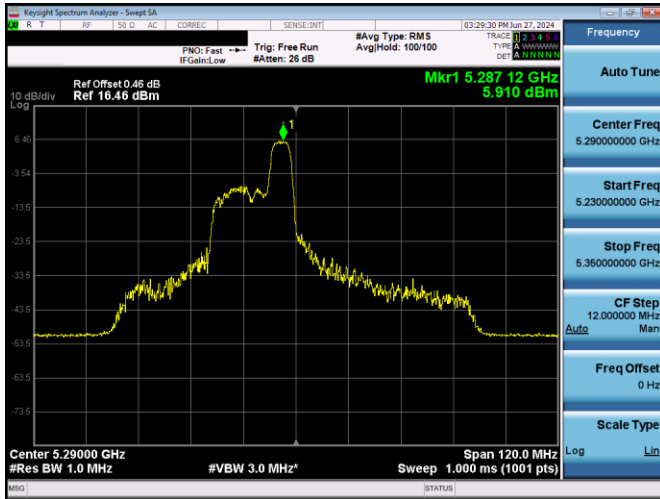 Keysight Spectrum Analyzer - Swept SA
R T RF 50 Ω AC CORREC SENSE:INT 03:29:30 PM Jun 27, 2024
#Avg Type: RMS
Avg|Hold: 100/100
PNO: Fast
IFGain:Low
Trig: Free Run
#Atten: 26 dB
TRACE 1 2 3 4 5 6
TYPE A WWWWW
DET A N N N N N
Mkr1 5.287 12 GHz
5.910 dBm
Ref Offset 0.46 dB
Ref 16.46 dBm
10 dB/div
Log
1
6.46
-3.54
-13.5
-23.5
-33.5
-43.5
-53.5
-63.5
-73.5
Center 5.29000 GHz
Span 120.0 MHz
#Res BW 1.0 MHz
#VBW 3.0 MHz*
Sweep 1.000 ms (1001 pts)
MSG
STATUS
Frequency
Auto Tune
Center Freq
5.290000000 GHz
Start Freq
5.230000000 GHz
Stop Freq
5.350000000 GHz
CF Step
12.000000 MHz
Auto Man
Freq Offset
0 Hz
Scale Type
Log Lin